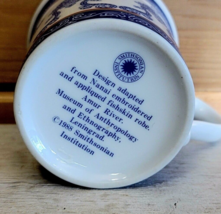 SMITHSONIAN
Design adapted
from Nanai embroidered
and appliqued fishskin robe.
Amur River.
Museum of Anthropology
and Ethnography,
Leningrad.
©1988 Smithsonian
Institution